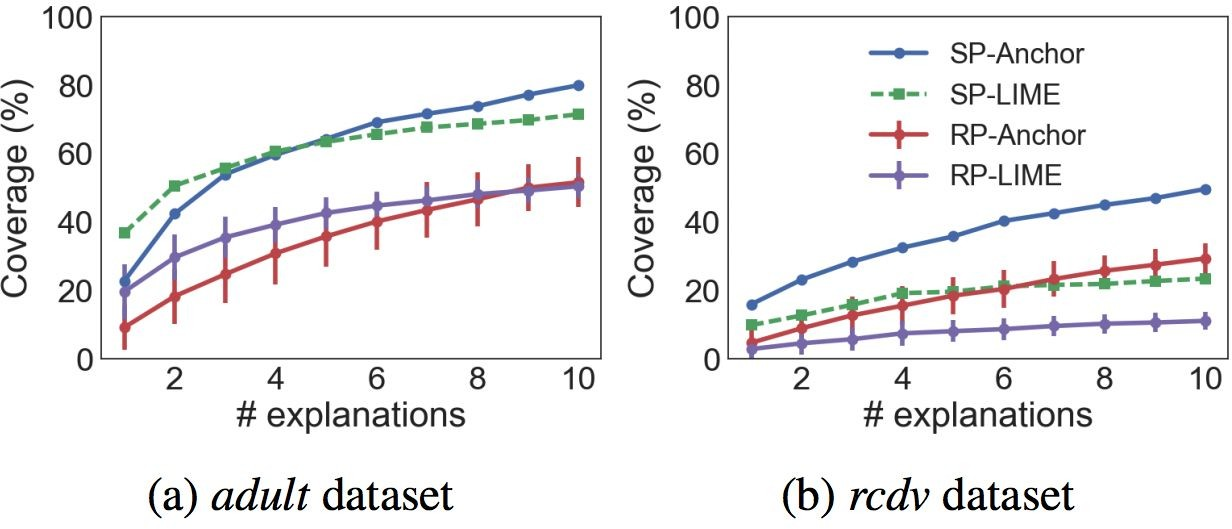 100
80
60
40
20
0
Coverage (%)
2 4 6 8 10
# explanations
(a) adult dataset
100
80
60
40
20
0
Coverage (%)
SP-Anchor
SP-LIME
RP-Anchor
RP-LIME
2 4 6 8 10
# explanations
(b) rcdv dataset